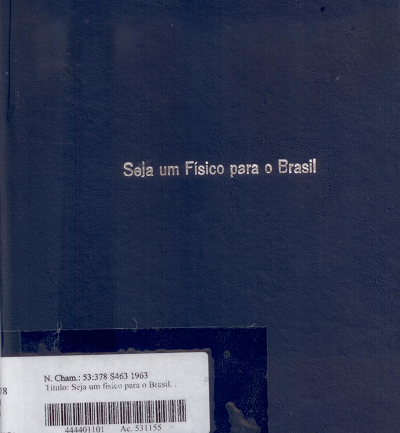 Seja um Físico para o Brasil
N. Cham.: 53:378 S463 1963
Título: Seja um físico para o Brasil. .
444401101 Ac. 531155